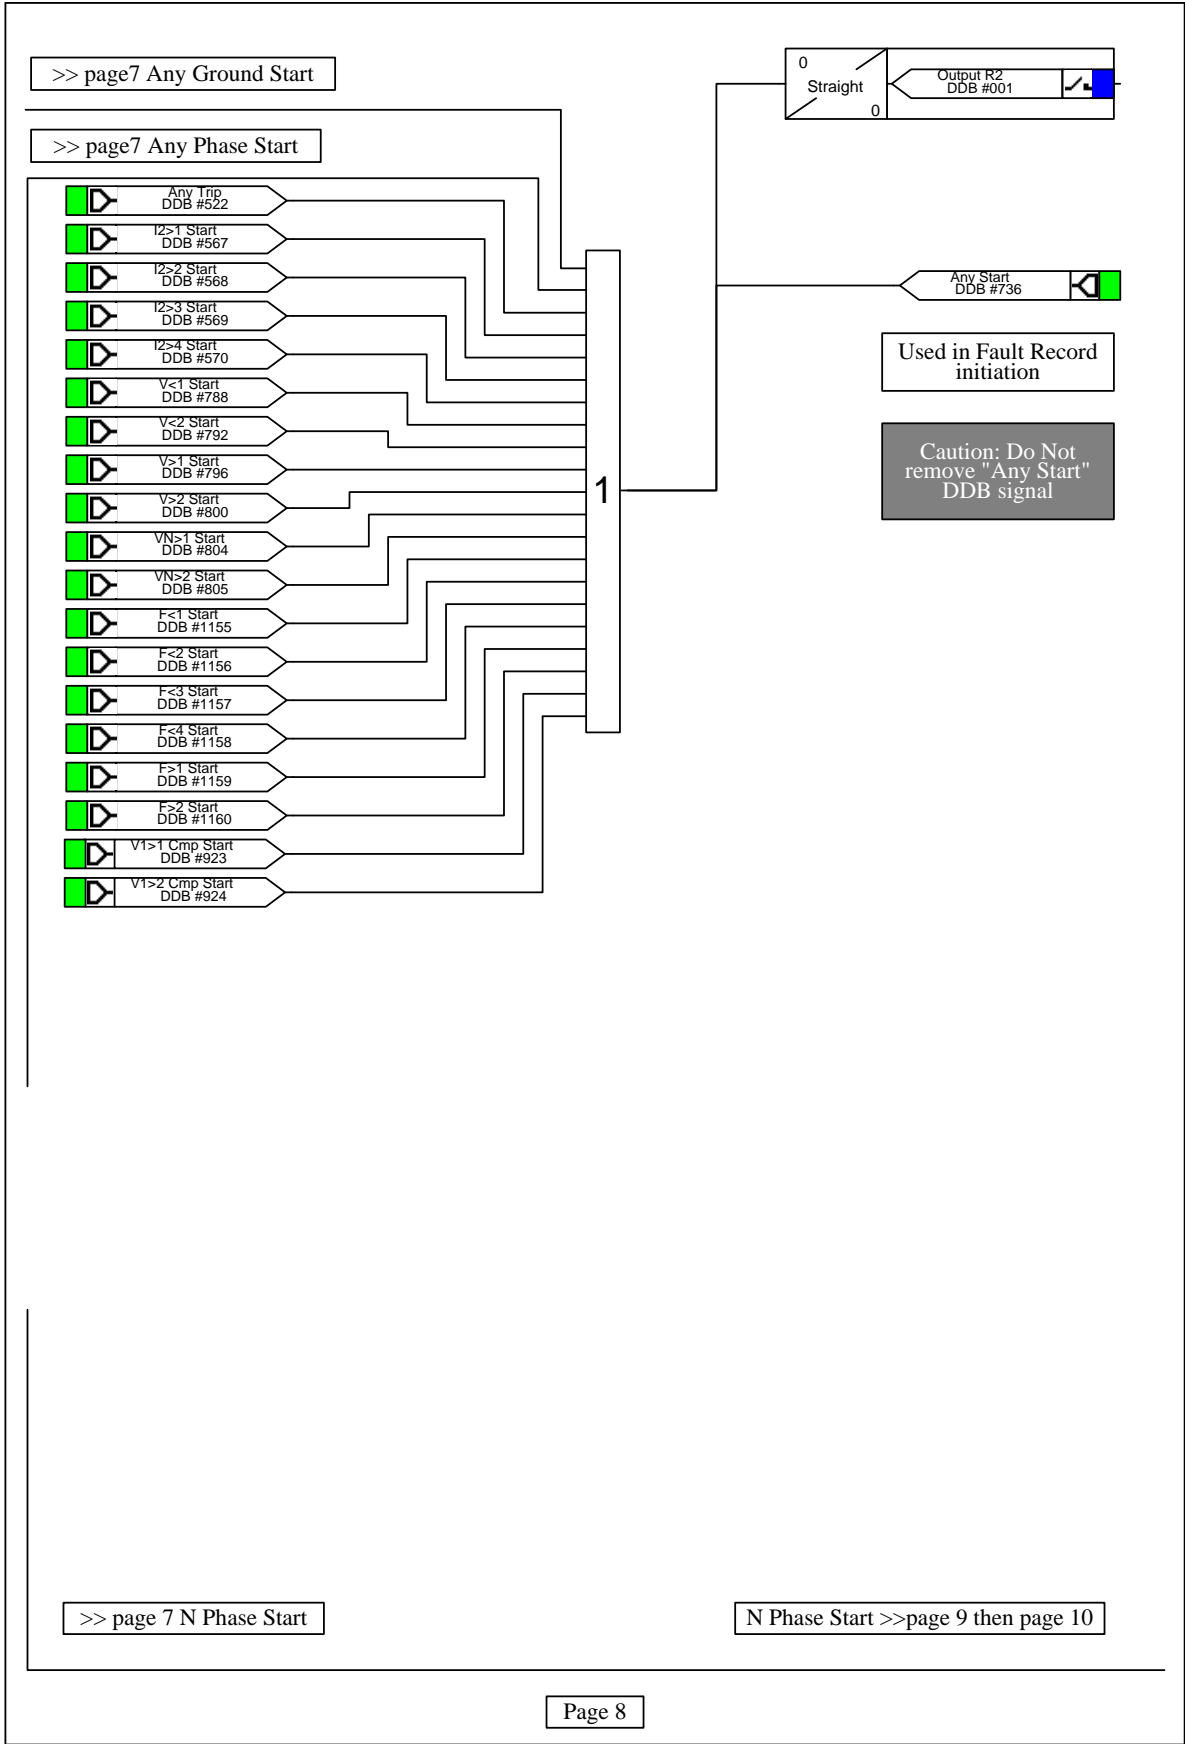 >> page7 Any Ground Start
>> page7 Any Phase Start
Any Trip
DDB #522
I2>1 Start
DDB #567
I2>2 Start
DDB #568
I2>3 Start
DDB #569
I2>4 Start
DDB #570
V<1 Start
DDB #788
V<2 Start
DDB #792
V>1 Start
DDB #796
V>2 Start
DDB #800
VN>1 Start
DDB #804
VN>2 Start
DDB #805
F<1 Start
DDB #1155
F<2 Start
DDB #1156
F<3 Start
DDB #1157
F<4 Start
DDB #1158
F>1 Start
DDB #1159
F>2 Start
DDB #1160
V1>1 Cmp Start
DDB #923
V1>2 Cmp Start
DDB #924
1
0
Straight
0
Output R2
DDB #001
Any Start
DDB #736
Used in Fault Record
initiation
Caution: Do Not
remove "Any Start"
DDB signal
>> page 7 N Phase Start
N Phase Start >>page 9 then page 10
Page 8